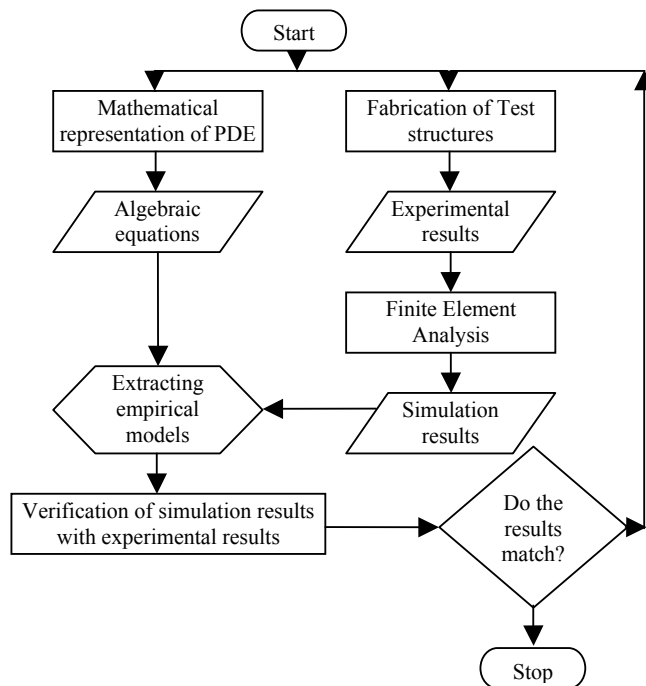 Start
Mathematical
representation of PDE
Fabrication of Test
structures
Algebraic
equations
Experimental
results
Finite Element
Analysis
Extracting
empirical
models
Simulation
results
Verification of simulation results
with experimental results
Do the
results
match?
Stop